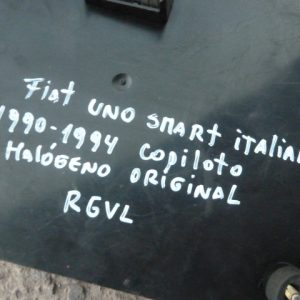 Fiat UNO SMART italian
1990-1994 copiloto
HALÓGENO ORIGINAL
RGVL